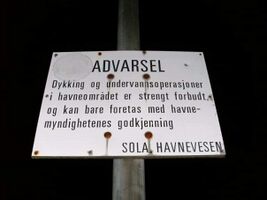 ADVARSEL
Dykking og undervannsoperasjoner
i havneområdet er strengt forbudt
og kan bare foretas med havne-
myndighetenes godkjenning
SOLA HAVNEVESEN